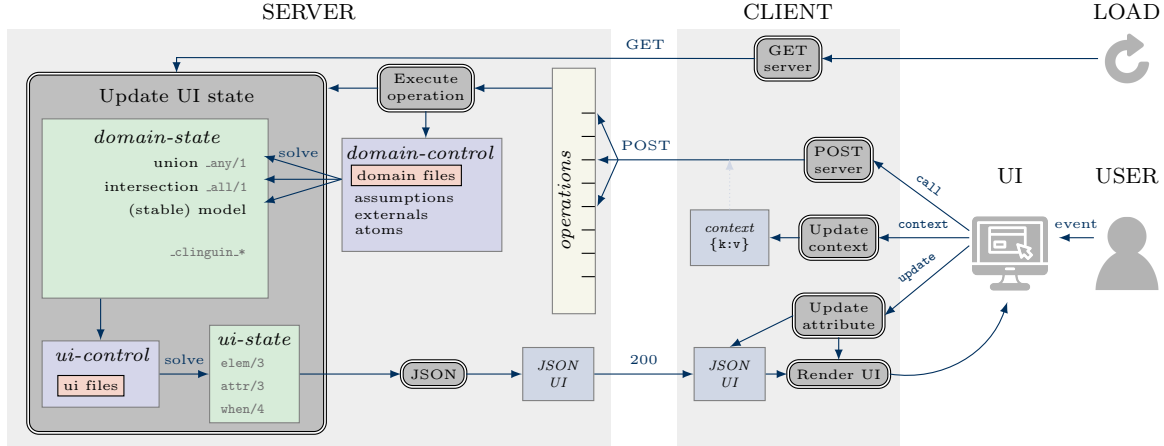 SERVER
CLIENT
LOAD
GET
GET
server
Update UI state
Execute
operation
domain-state
union _any/1
intersection _all/1
(stable) model
_clinguin_*
solve
domain-control
domain files
assumptions
externals
atoms
operations
POST
POST
server
call
UI
USER
context
{k:v}
Update
context
context
event
update
Update
attribute
ui-control
ui files
solve
ui-state
elem/3
attr/3
when/4
JSON
JSON
UI
200
JSON
UI
Render UI